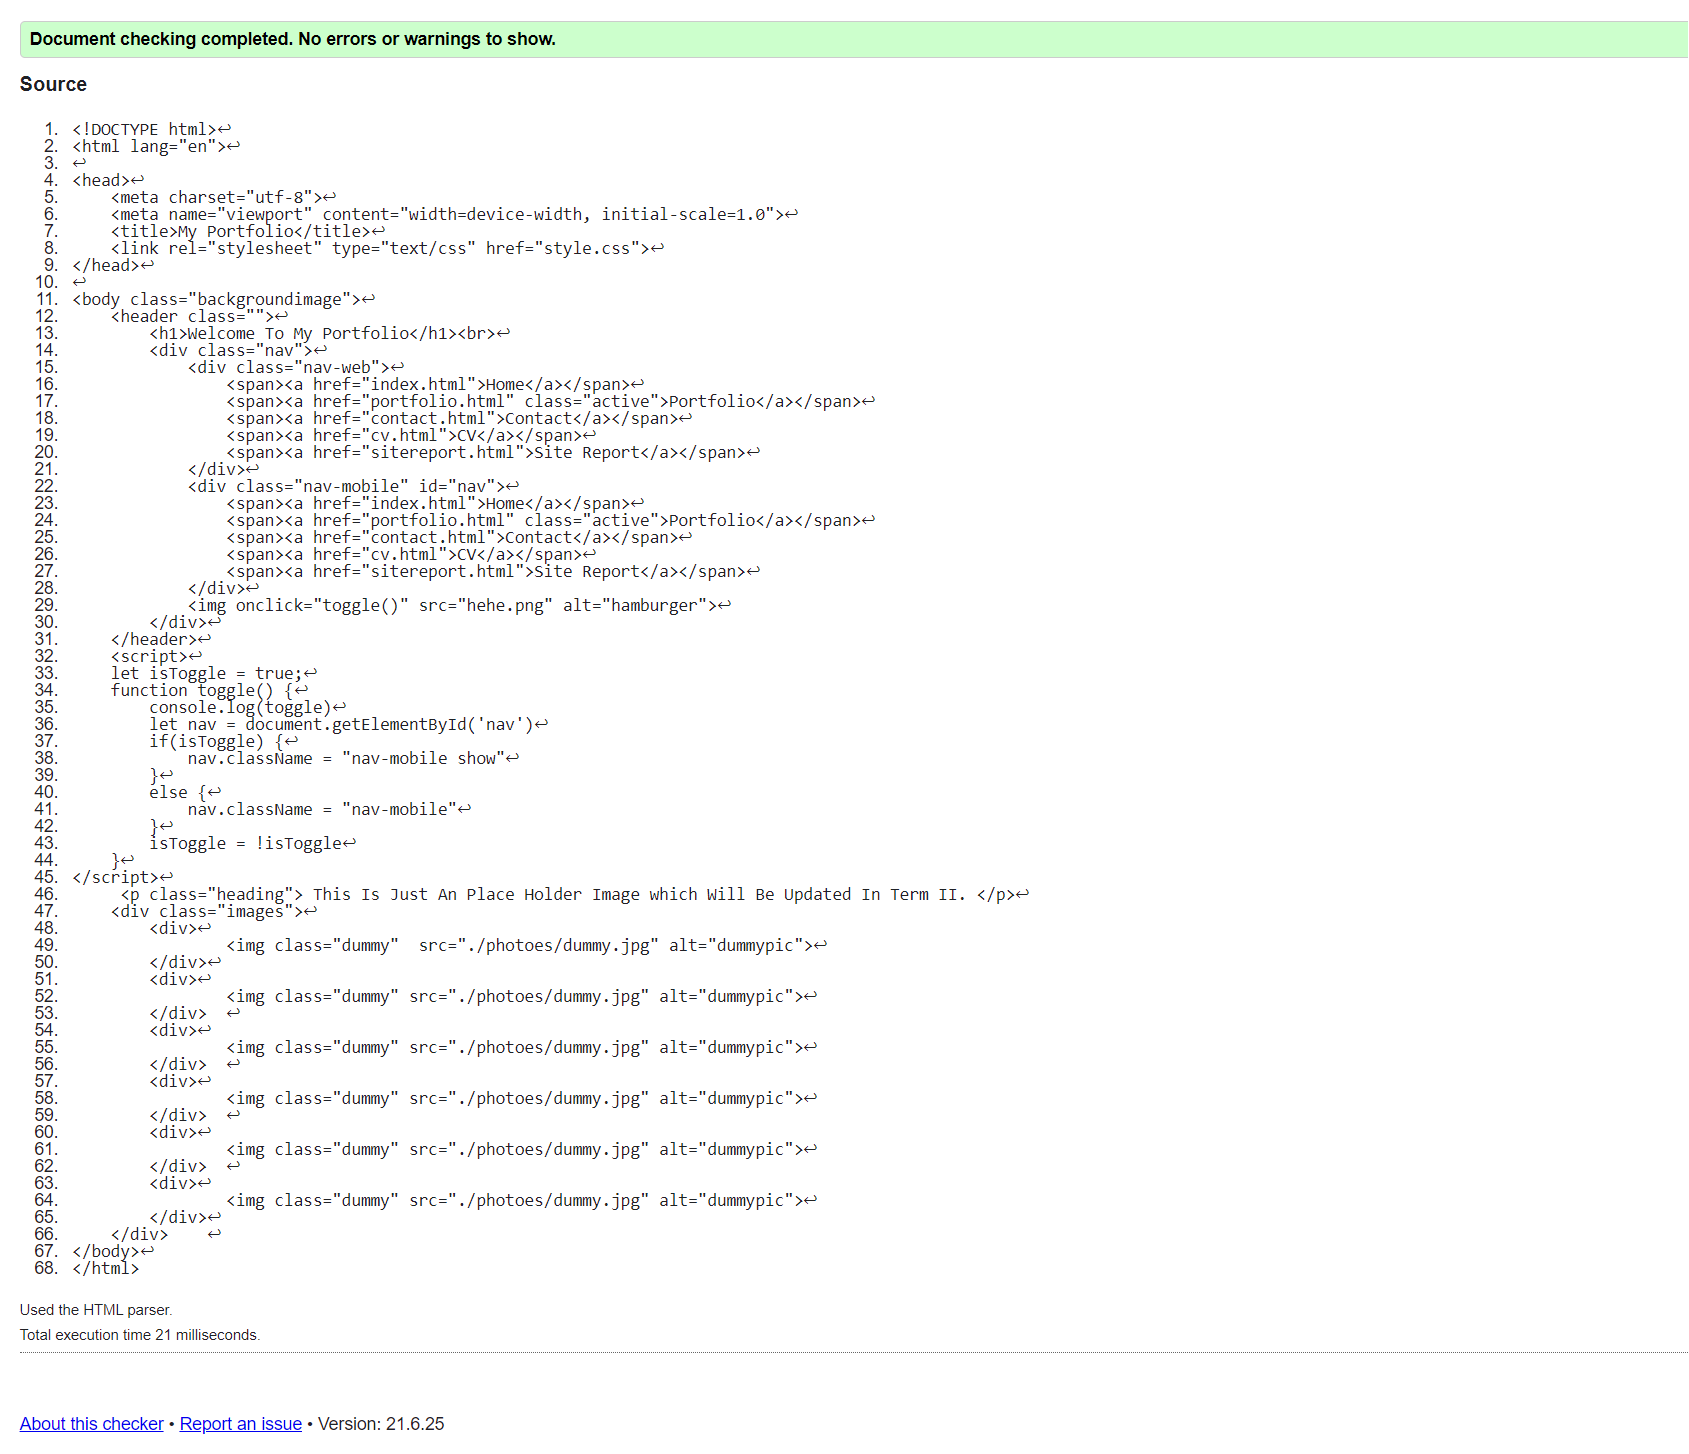 Document checking completed. No errors or warnings to show.
Source
1. <!DOCTYPE html>↩
2. <html lang="en">↩
3. ↩
4. <head>↩
5.     <meta charset="utf-8">↩
6.     <meta name="viewport" content="width=device-width, initial-scale=1.0">↩
7.     <title>My Portfolio</title>↩
8.     <link rel="stylesheet" type="text/css" href="style.css">↩
9. </head>↩
10. ↩
11. <body class="backgroundimage">↩
12.     <header class="">↩
13.         <h1>Welcome To My Portfolio</h1><br>↩
14.         <div class="nav">↩
15.             <div class="nav-web">↩
16.                 <span><a href="index.html">Home</a></span>↩
17.                 <span><a href="portfolio.html" class="active">Portfolio</a></span>↩
18.                 <span><a href="contact.html">Contact</a></span>↩
19.                 <span><a href="cv.html">CV</a></span>↩
20.                 <span><a href="sitereport.html">Site Report</a></span>↩
21.             </div>↩
22.             <div class="nav-mobile" id="nav">↩
23.                 <span><a href="index.html">Home</a></span>↩
24.                 <span><a href="portfolio.html" class="active">Portfolio</a></span>↩
25.                 <span><a href="contact.html">Contact</a></span>↩
26.                 <span><a href="cv.html">CV</a></span>↩
27.                 <span><a href="sitereport.html">Site Report</a></span>↩
28.             </div>↩
29.             <img onclick="toggle()" src="hehe.png" alt="hamburger">↩
30.         </div>↩
31.     </header>↩
32.     <script>↩
33.     let isToggle = true;↩
34.     function toggle() {↩
35.         console.log(toggle)↩
36.         let nav = document.getElementById('nav')↩
37.         if(isToggle) {↩
38.             nav.className = "nav-mobile show"↩
39.         }↩
40.         else {↩
41.             nav.className = "nav-mobile"↩
42.         }↩
43.         isToggle = !isToggle↩
44.     }↩
45. </script>↩
46.      <p class="heading"> This Is Just An Place Holder Image which Will Be Updated In Term II. </p>↩
47.     <div class="images">↩
48.         <div>↩
49.                 <img class="dummy"  src="./photoes/dummy.jpg" alt="dummypic">↩
50.         </div>↩
51.         <div>↩
52.                 <img class="dummy" src="./photoes/dummy.jpg" alt="dummypic">↩
53.         </div>  ↩
54.         <div>↩
55.                 <img class="dummy" src="./photoes/dummy.jpg" alt="dummypic">↩
56.         </div>  ↩
57.         <div>↩
58.                 <img class="dummy" src="./photoes/dummy.jpg" alt="dummypic">↩
59.         </div>  ↩
60.         <div>↩
61.                 <img class="dummy" src="./photoes/dummy.jpg" alt="dummypic">↩
62.         </div>  ↩
63.         <div>↩
64.                 <img class="dummy" src="./photoes/dummy.jpg" alt="dummypic">↩
65.         </div>↩
66.     </div>    ↩
67. </body>↩
68. </html>
Used the HTML parser.
Total execution time 21 milliseconds.
About this checker • Report an issue • Version: 21.6.25